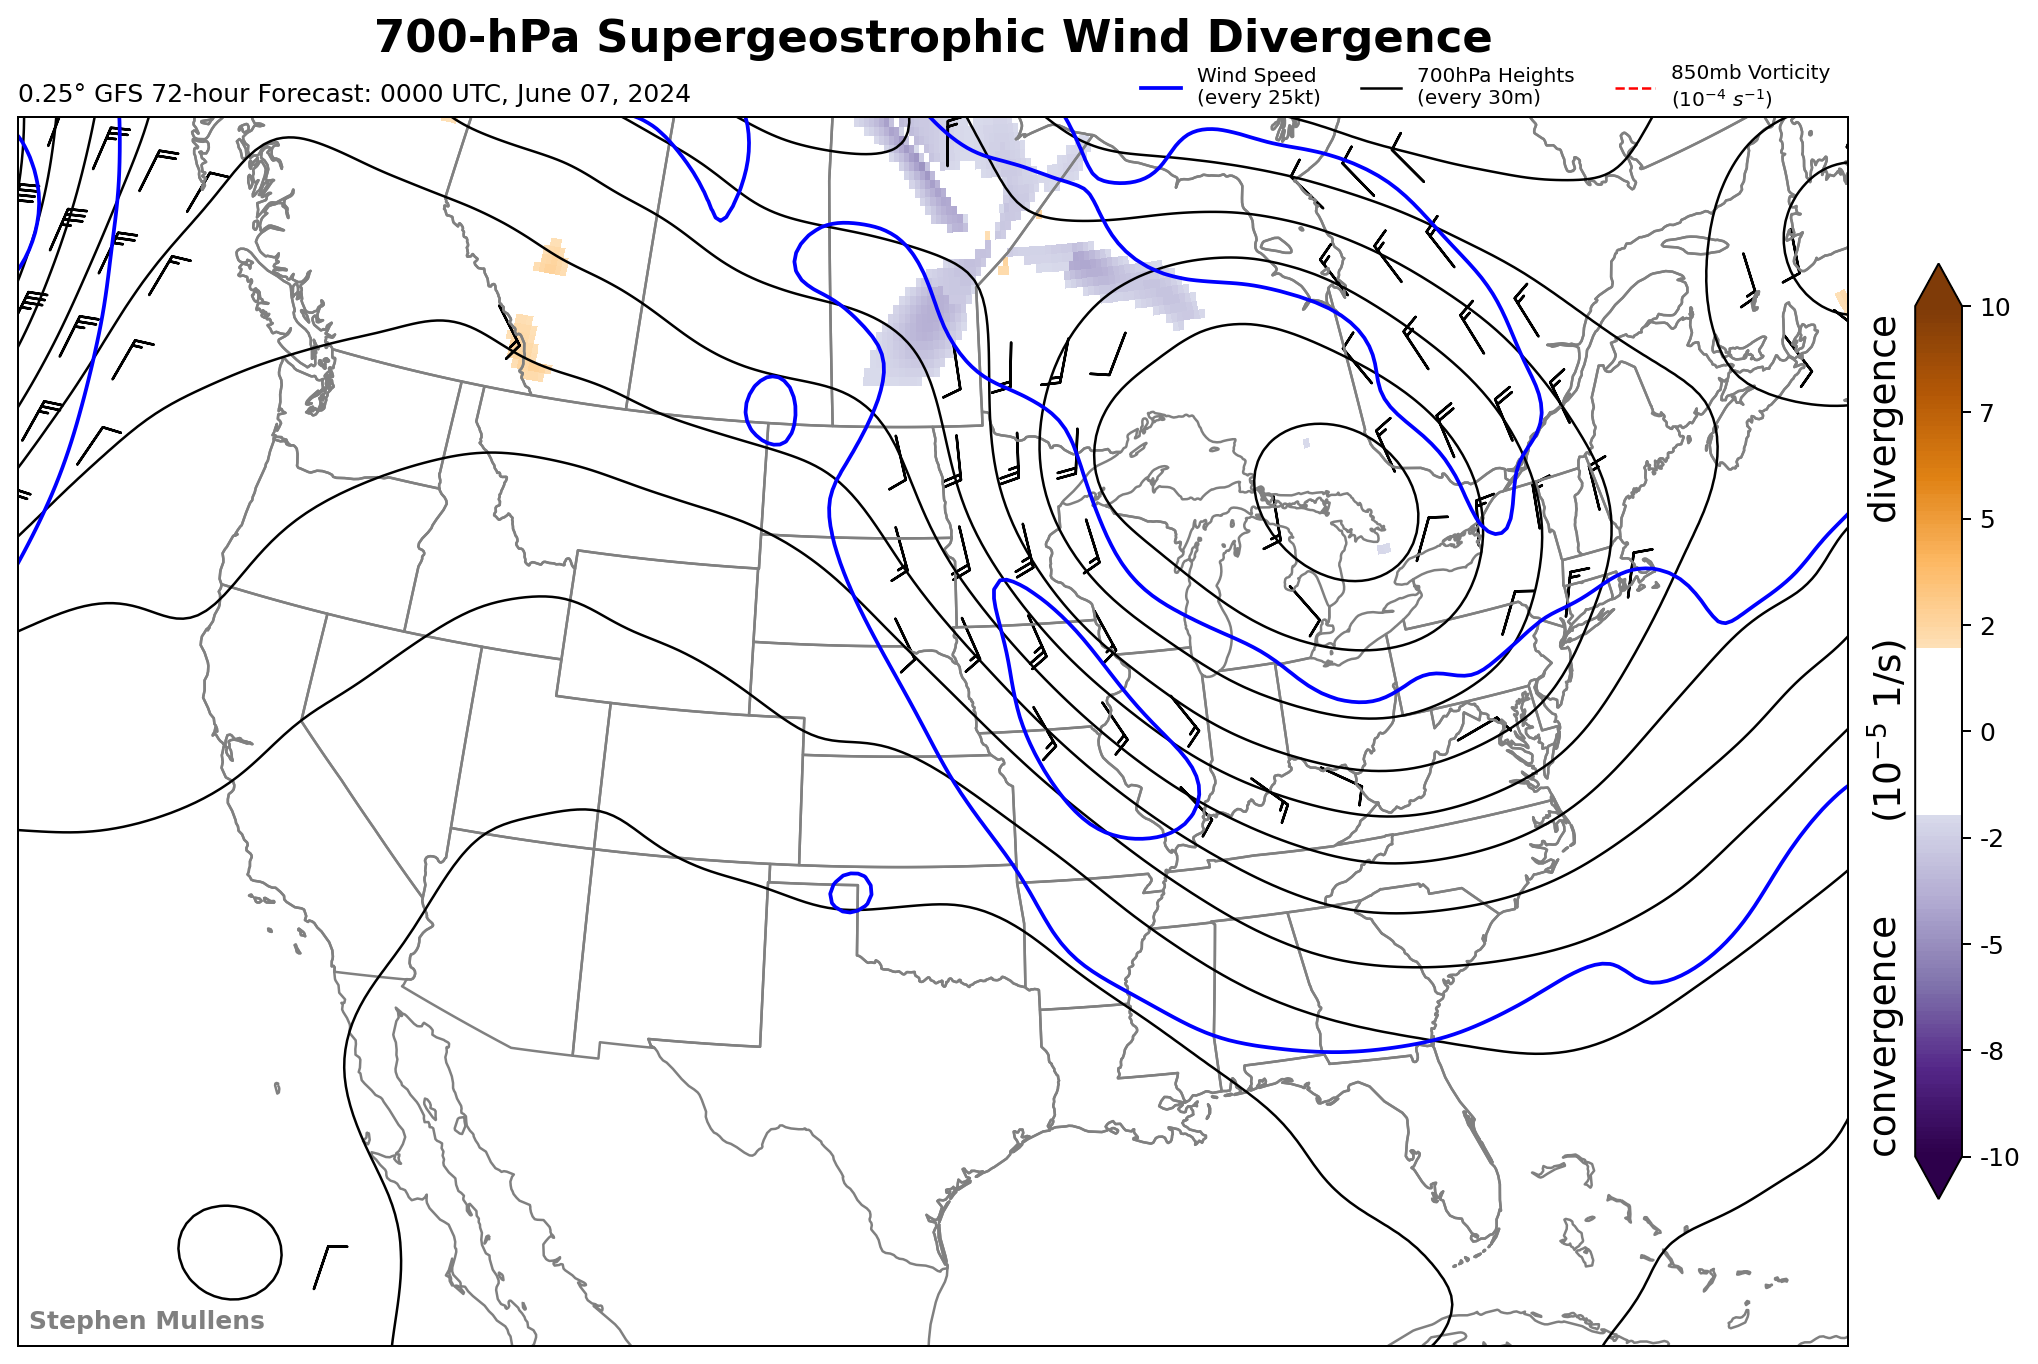 700-hPa Supergeostrophic Wind Divergence
0.25° GFS 72-hour Forecast: 0000 UTC, June 07, 2024
Wind Speed
(every 25kt)
700hPa Heights
(every 30m)
850mb Vorticity
(10⁻⁴ s⁻¹)
10
7
5
2
0
-2
-5
-8
-10
convergence (10⁻⁵ 1/s) divergence
Stephen Mullens